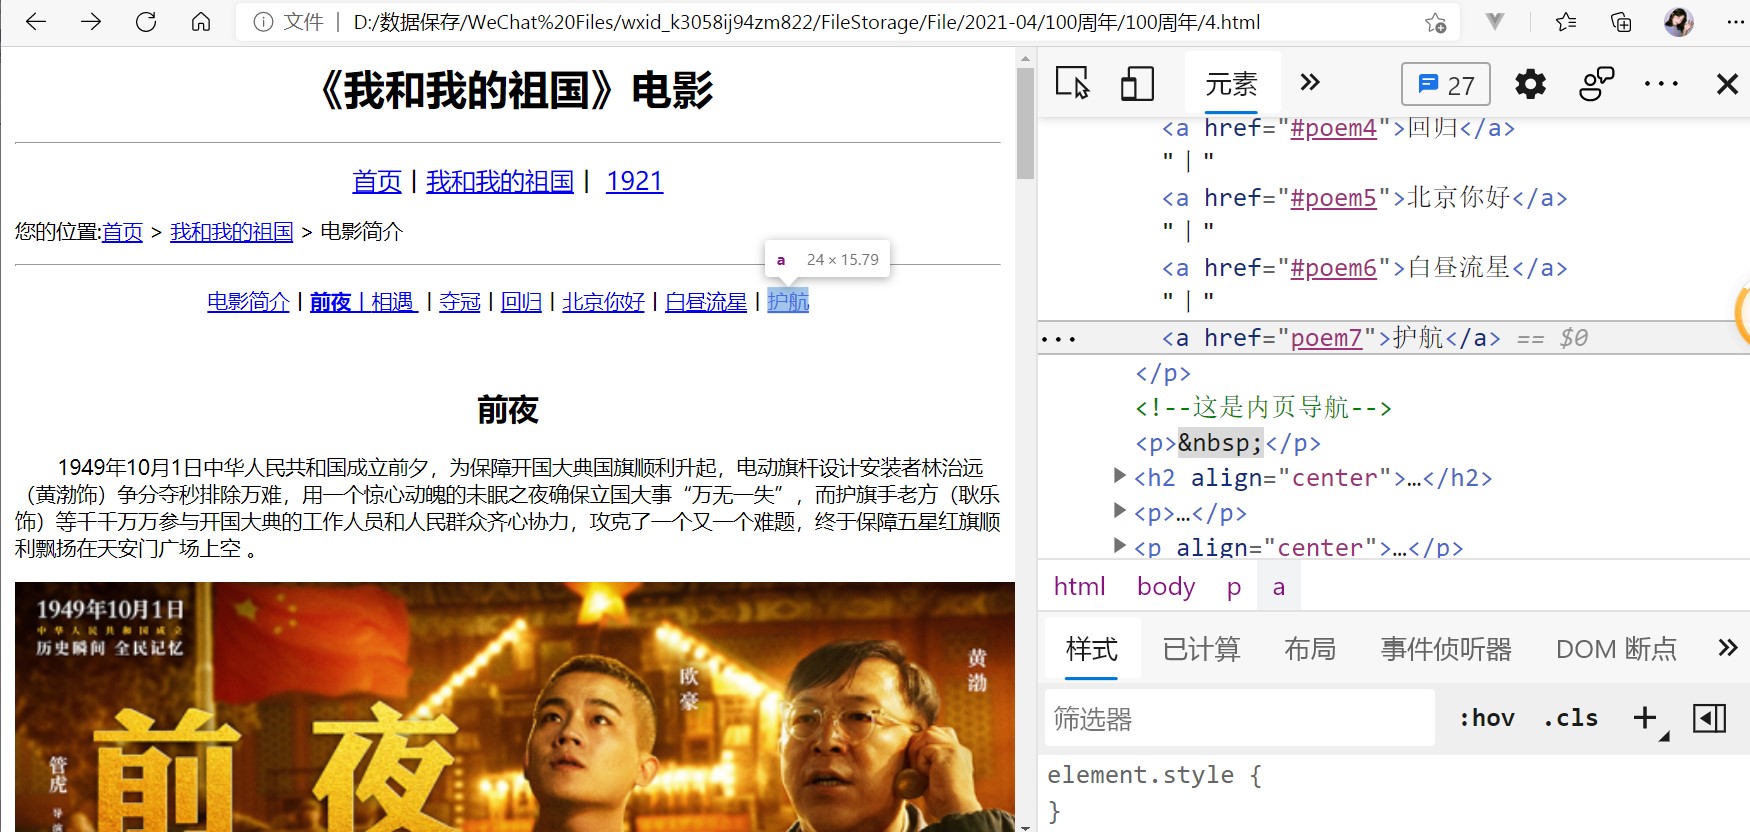 文件 | D:/数据保存/WeChat%20Files/wxid_k3058ij94zm822/FileStorage/File/2021-04/100周年/100周年/4.html
《我和我的祖国》电影
首页 | 我和我的祖国 | 1921
您的位置:首页 > 我和我的祖国 > 电影简介
a 24 × 15.79
电影简介 | 前夜 | 相遇 | 夺冠 | 回归 | 北京你好 | 白昼流星 | 护航
前夜
1949年10月1日中华人民共和国成立前夕，为保障开国大典国旗顺利升起，电动旗杆设计安装者林治远
（黄渤饰）争分夺秒排除万难，用一个惊心动魄的未眠之夜确保立国大事“万无一失”，而护旗手老方（耿乐
饰）等千千万万参与开国大典的工作人员和人民群众齐心协力，攻克了一个又一个难题，终于保障五星红旗顺
利飘扬在天安门广场上空 。
1949年10月1日
中华人民共和国成立
历史瞬间 全民记忆
欧豪
黄渤
管虎
导演
前夜
元素
27
<a href="#poem4">回归</a>
" | "
<a href="#poem5">北京你好</a>
" | "
<a href="#poem6">白昼流星</a>
" | "
<a href="poem7">护航</a> == $0
</p>
<!--这是内页导航-->
<p>&nbsp;</p>
<h2 align="center">…</h2>
<p>…</p>
<p align="center">…</p>
html body p a
样式 已计算 布局 事件侦听器 DOM 断点
筛选器 :hov .cls
element.style {
}